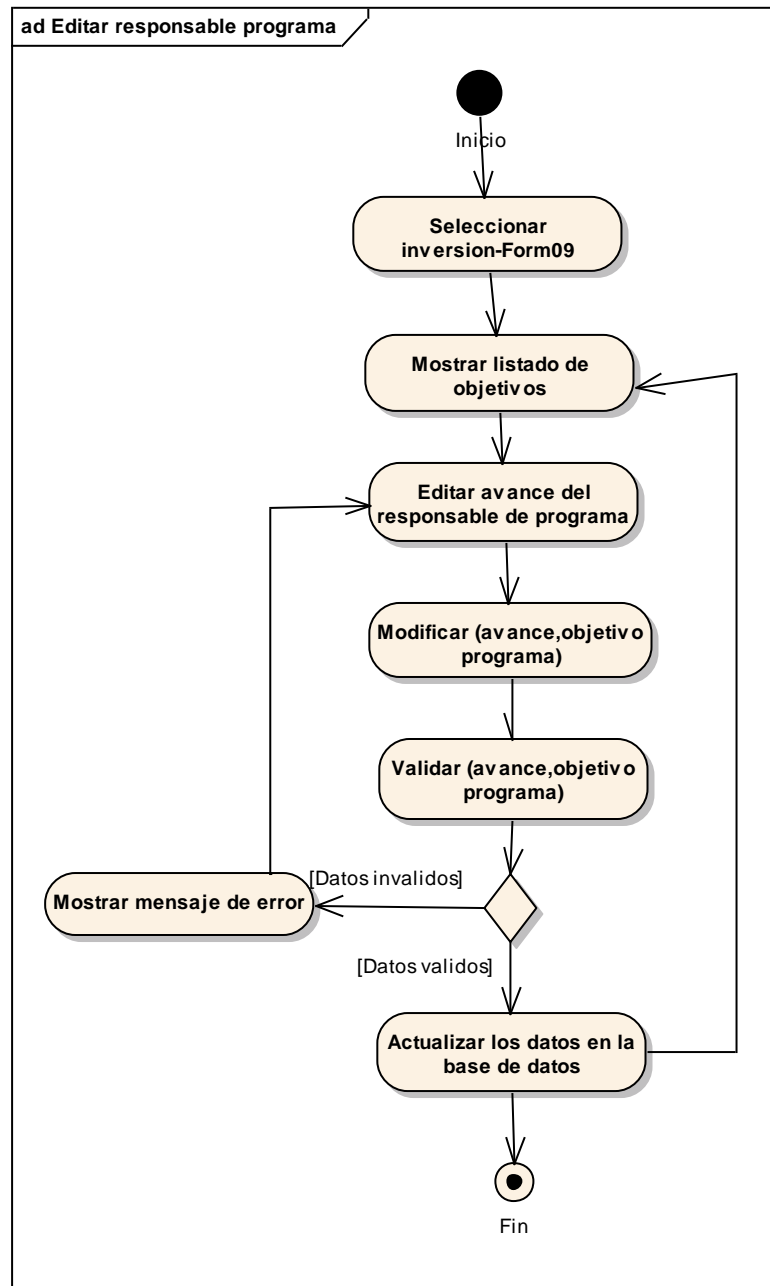 ad Editar responsable programa
Inicio
Seleccionar
inversion-Form09
Mostrar listado de
objetivos
Editar avance del
responsable de programa
Modificar (avance,objetivo
programa)
Validar (avance,objetivo
programa)
[Datos invalidos]
Mostrar mensaje de error
[Datos validos]
Actualizar los datos en la
base de datos
Fin